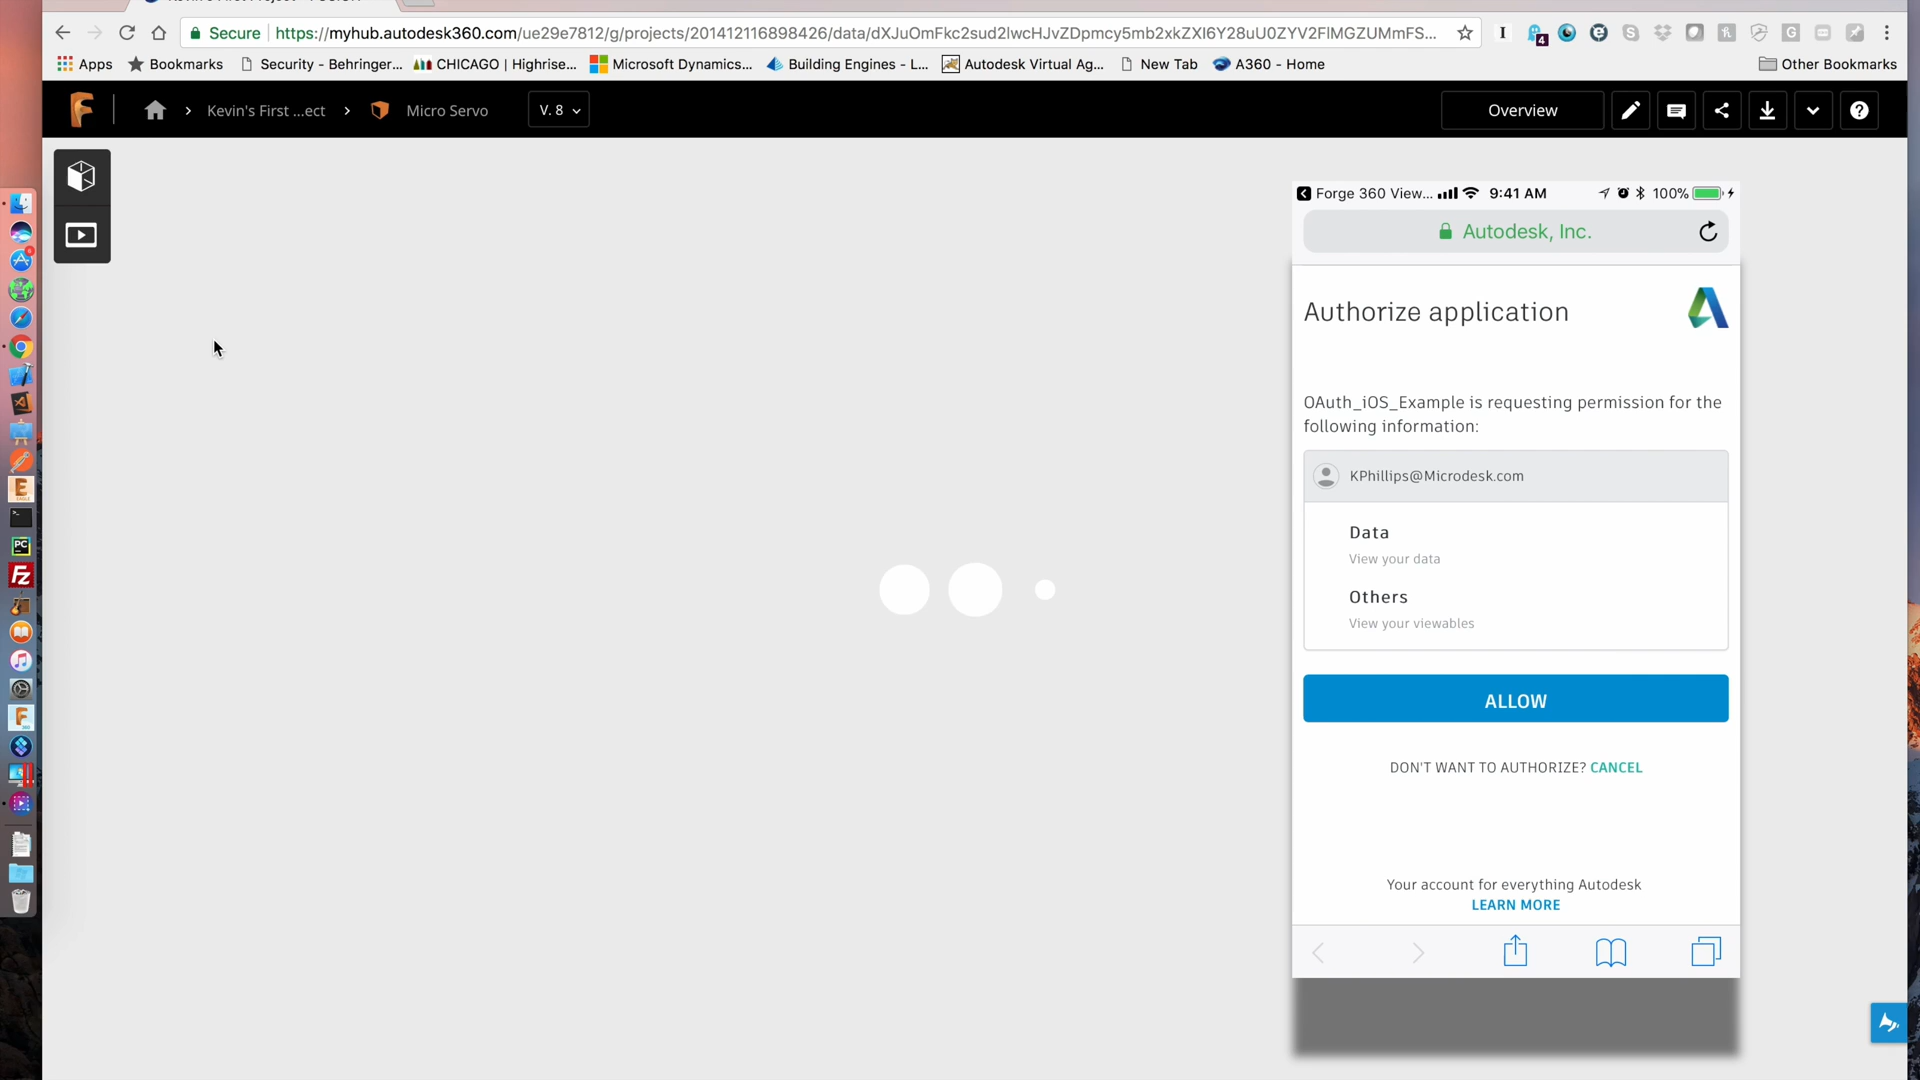 Secure
https://myhub.autodesk360.com/ue29e7812/g/projects/201412116898426/data/dXJuOmFkc2sud2lwcHJvZDpmcy5mb2xkZXI6Y28uU0ZYV2FlMGZUMmFS...
4
Apps
Bookmarks
Security - Behringer...
CHICAGO | Highrise...
Microsoft Dynamics...
Building Engines - L...
Autodesk Virtual Ag...
New Tab
A360 - Home
Other Bookmarks
Kevin's First ...ect
Micro Servo
V. 8
Overview
Forge 360 View...
9:41 AM
100%
Autodesk, Inc.
Authorize application
OAuth_iOS_Example is requesting permission for the
following information:
KPhillips@Microdesk.com
Data
View your data
Others
View your viewables
ALLOW
DON'T WANT TO AUTHORIZE? CANCEL
Your account for everything Autodesk
LEARN MORE